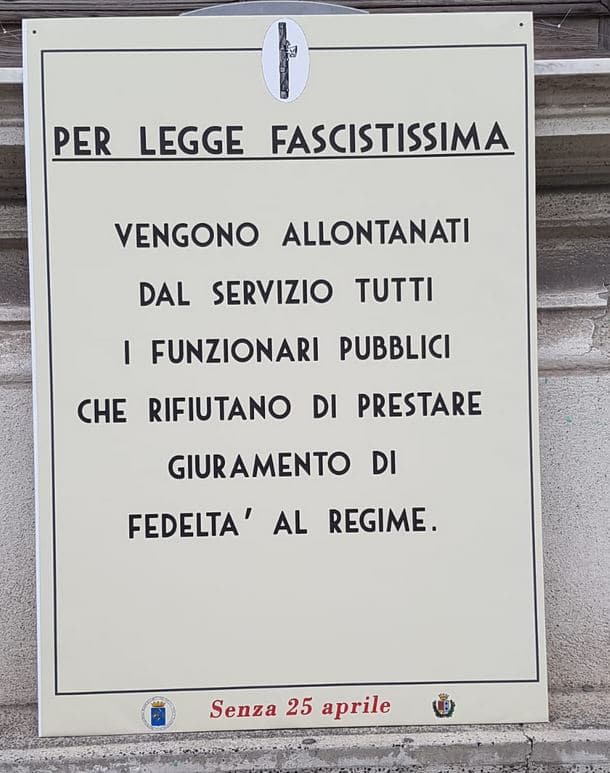 PER LEGGE FASCISTISSIMA
VENGONO ALLONTANATI
DAL SERVIZIO TUTTI
I FUNZIONARI PUBBLICI
CHE RIFIUTANO DI PRESTARE
GIURAMENTO DI
FEDELTA' AL REGIME.
Senza 25 aprile